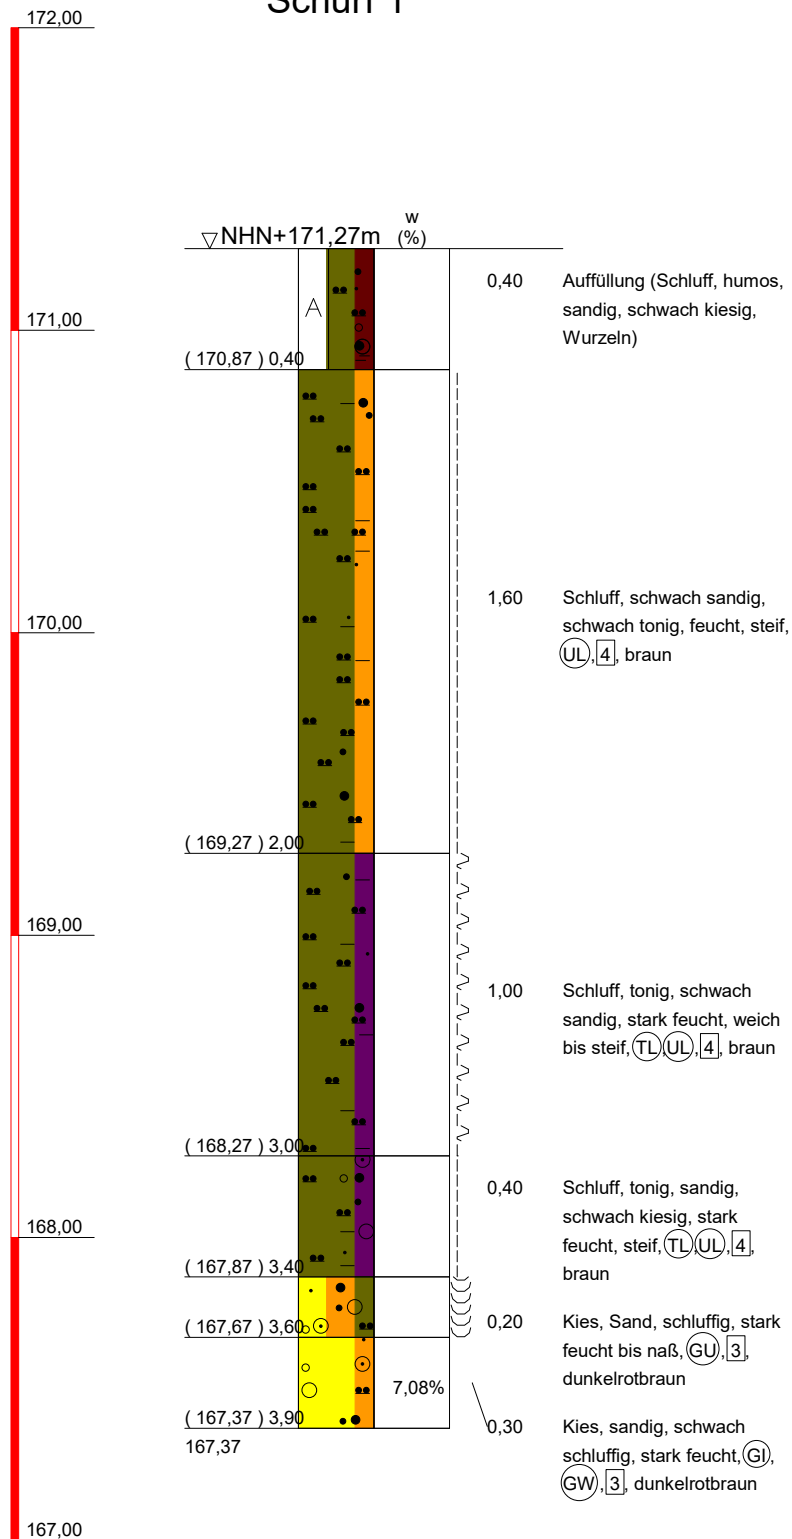 Schurf 1
172,00
w
NHN+171,27m (%)
0,40 Auffüllung (Schluff, humos,
sandig, schwach kiesig,
Wurzeln)
A
171,00
( 170,87 ) 0,40
1,60 Schluff, schwach sandig,
schwach tonig, feucht, steif,
UL, 4, braun
170,00
( 169,27 ) 2,00
169,00
1,00 Schluff, tonig, schwach
sandig, stark feucht, weich
bis steif, TL, UL, 4, braun
( 168,27 ) 3,00
0,40 Schluff, tonig, sandig,
schwach kiesig, stark
feucht, steif, TL, UL, 4,
braun
168,00
( 167,87 ) 3,40
0,20 Kies, Sand, schluffig, stark
feucht bis naß, GU, 3,
dunkelrotbraun
( 167,67 ) 3,60
7,08%
( 167,37 ) 3,90
0,30 Kies, sandig, schwach
schluffig, stark feucht, GI,
GW, 3, dunkelrotbraun
167,37
167,00